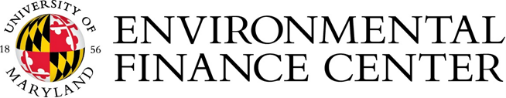 UNIVERSITY OF
18 56
MARYLAND
ENVIRONMENTAL
FINANCE CENTER